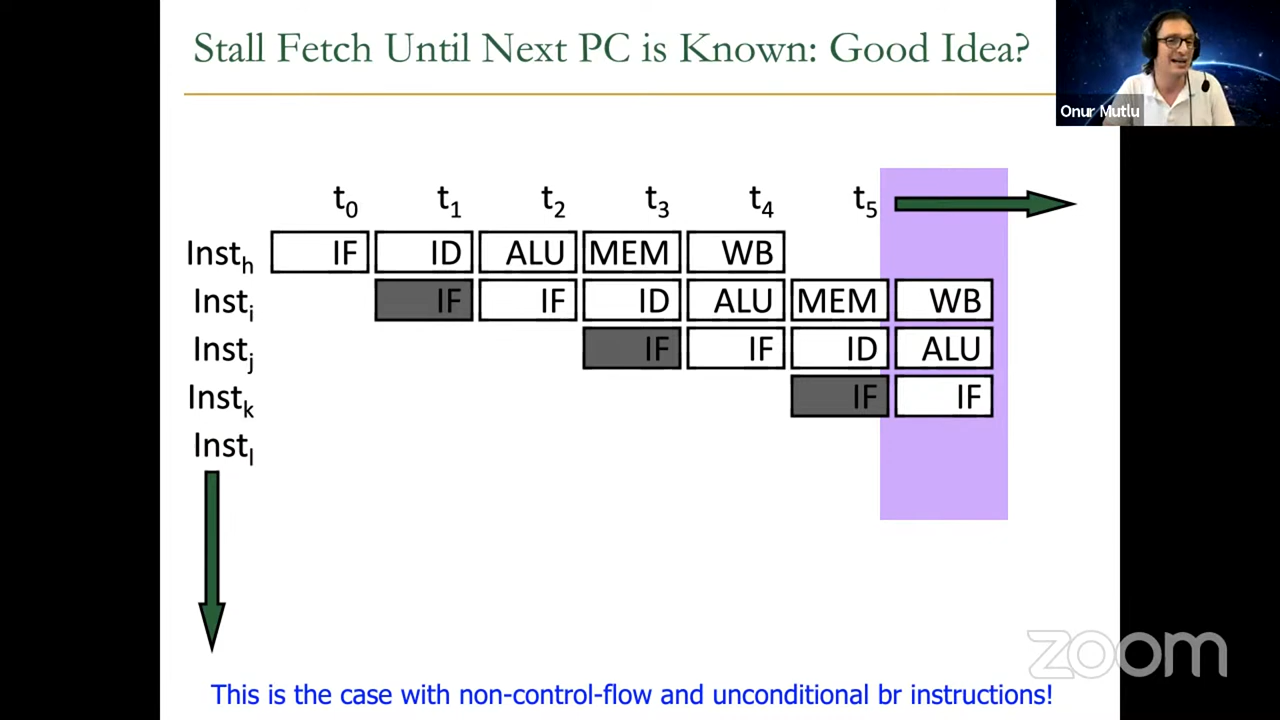 Stall Fetch Until Next PC is Known: Good Idea?
Onur Mutlu
t0 t1 t2 t3 t4 t5
Insth IF ID ALU MEM WB
Insti IF IF ID ALU MEM WB
Instj IF IF ID ALU
Instk IF IF
Instl
zoom
This is the case with non-control-flow and unconditional br instructions!